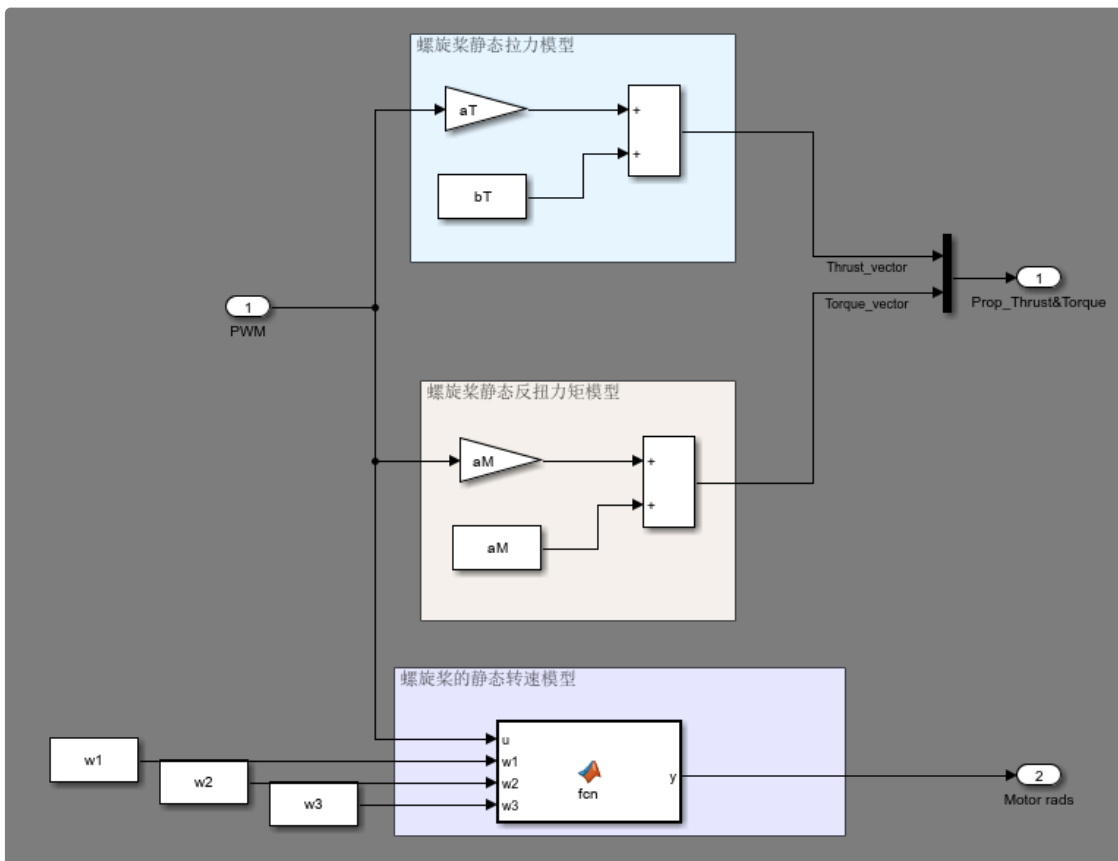 螺旋桨静态拉力模型
aT
+
+
bT
Thrust_vector
1
Prop_Thrust&Torque
Torque_vector
1
PWM
螺旋桨静态反扭力矩模型
aM
+
+
aM
螺旋桨的静态转速模型
w1
w2
w3
u
w1
w2
w3
fcn
y
2
Motor rads